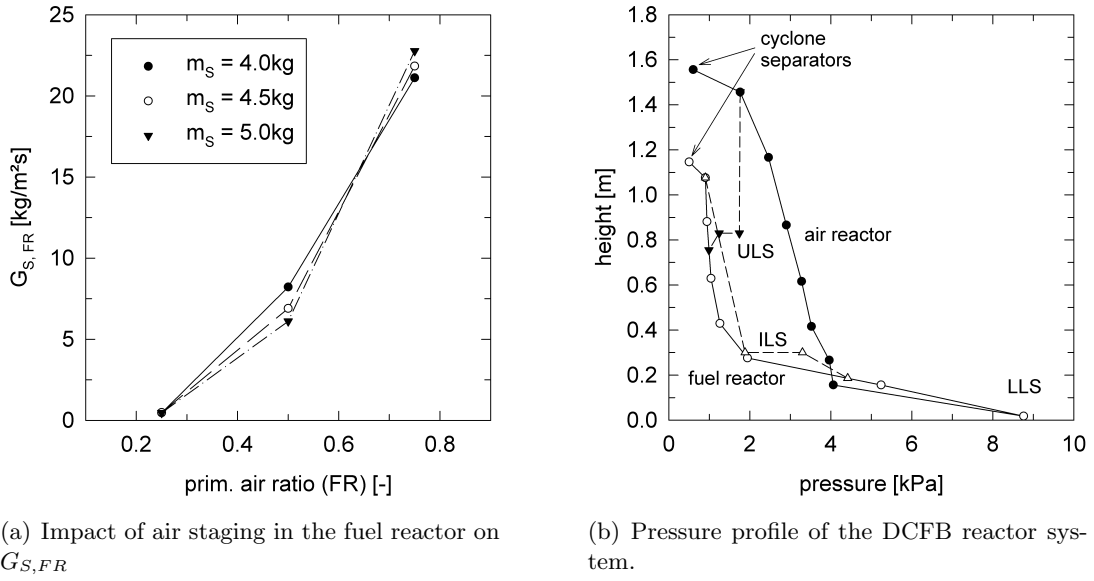 25
20
15
10
5
0
G_S, FR [kg/m²s]
m_S = 4.0kg
m_S = 4.5kg
m_S = 5.0kg
0.2 0.4 0.6 0.8
prim. air ratio (FR) [-]
1.8
1.6
1.4
1.2
1.0
0.8
0.6
0.4
0.2
0.0
height [m]
cyclone
separators
air reactor
ULS
ILS
fuel reactor
LLS
0 2 4 6 8 10
pressure [kPa]
(a) Impact of air staging in the fuel reactor on
G_{S,FR}
(b) Pressure profile of the DCFB reactor sys-
tem.